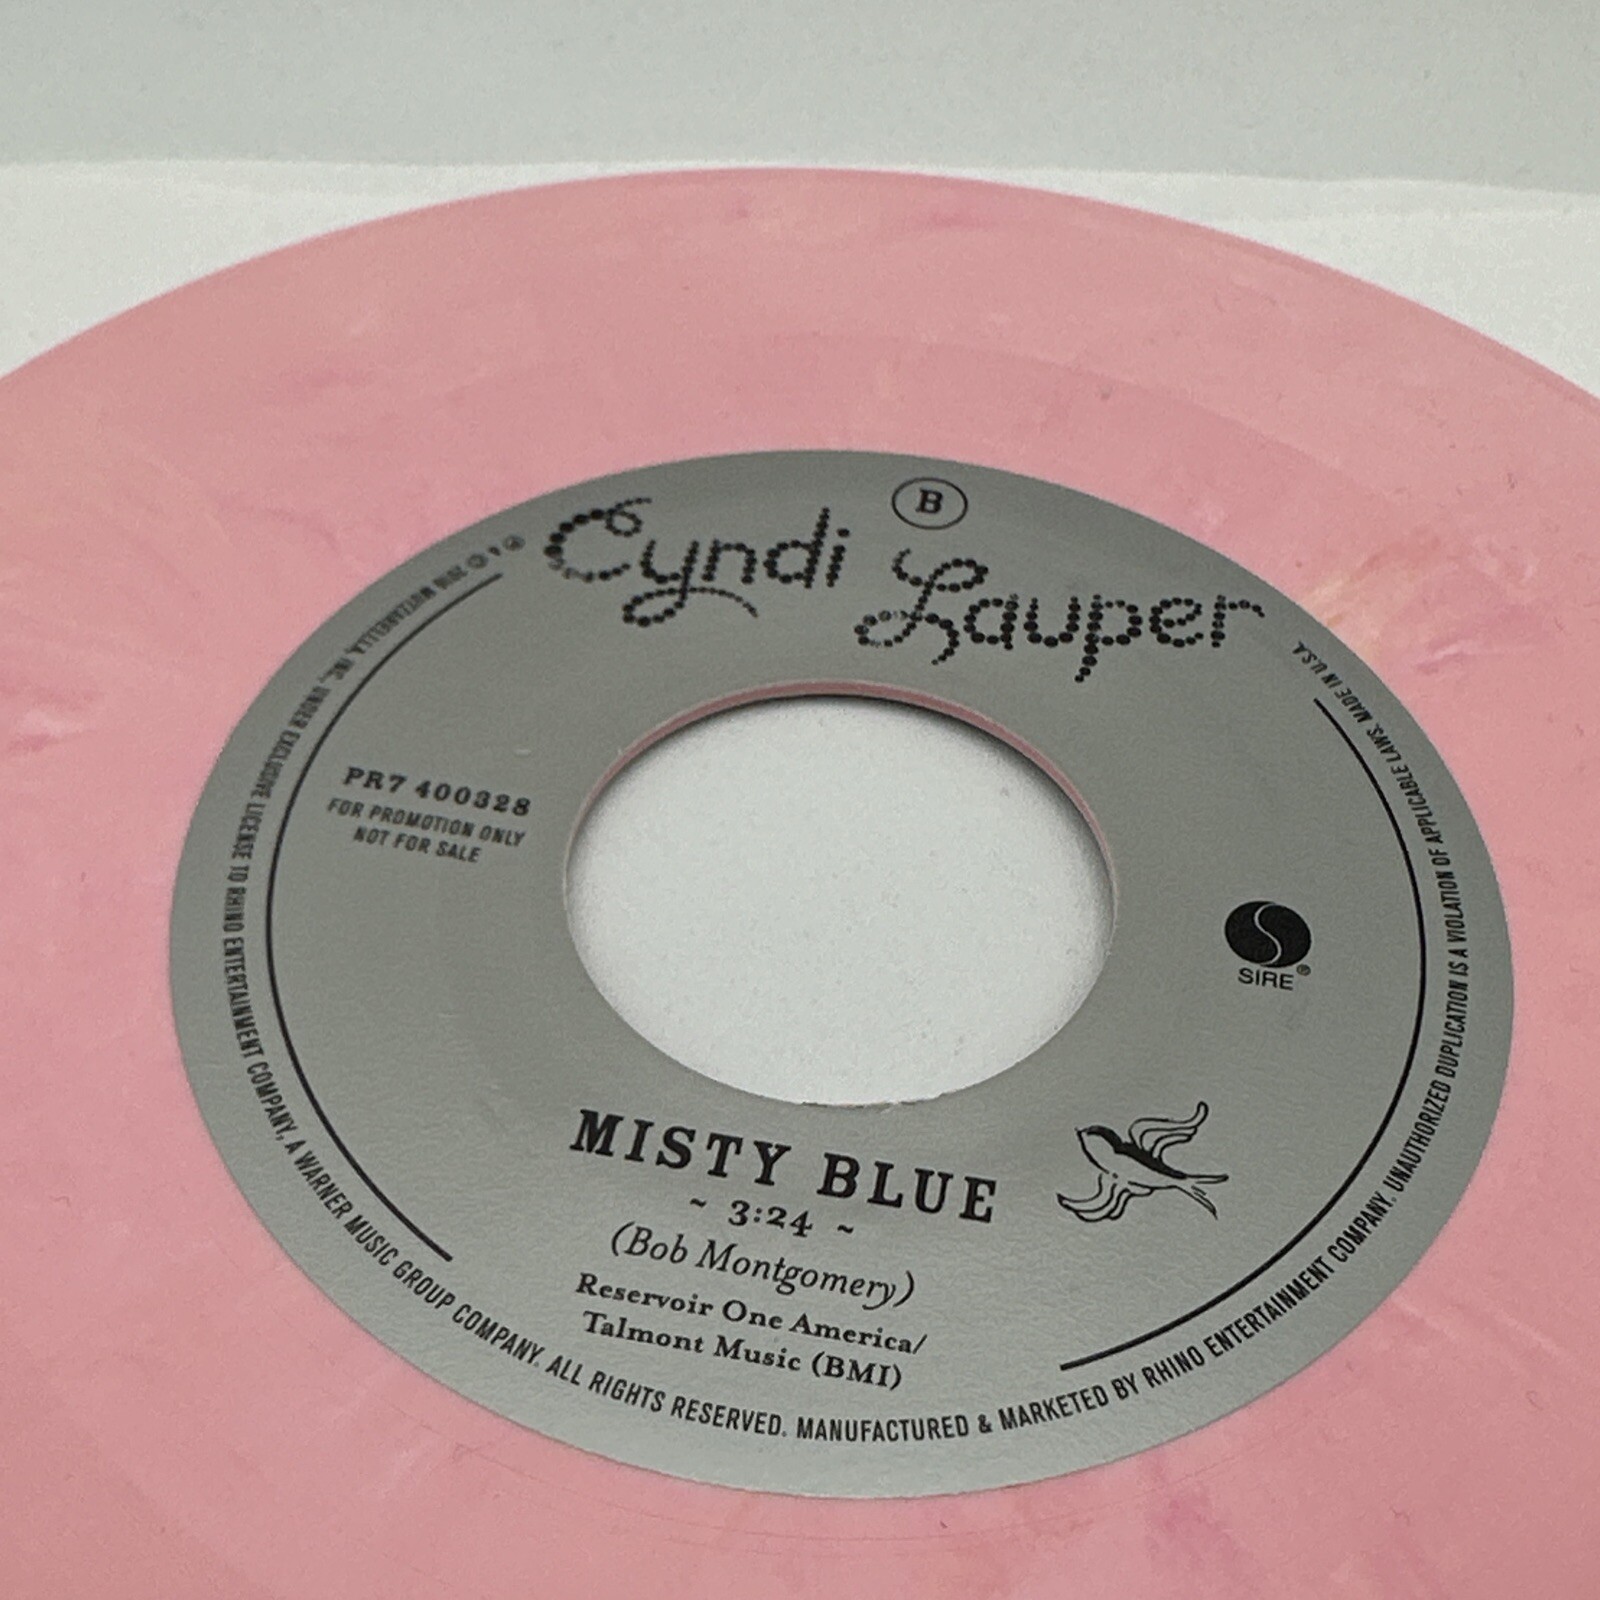 B
Cyndi Lauper
PR7 400328
FOR PROMOTION ONLY
NOT FOR SALE
SIRE®
MISTY BLUE
~ 3:24 ~
(Bob Montgomery)
Reservoir One America/
Talmont Music (BMI)
INC. UNDER EXCLUSIVE LICENSE TO RHINO ENTERTAINMENT COMPANY, A WARNER MUSIC GROUP COMPANY. ALL RIGHTS RESERVED. MANUFACTURED & MARKETED BY RHINO ENTERTAINMENT COMPANY. UNAUTHORIZED DUPLICATION IS A VIOLATION OF APPLICABLE LAWS. MADE IN U.S.A.